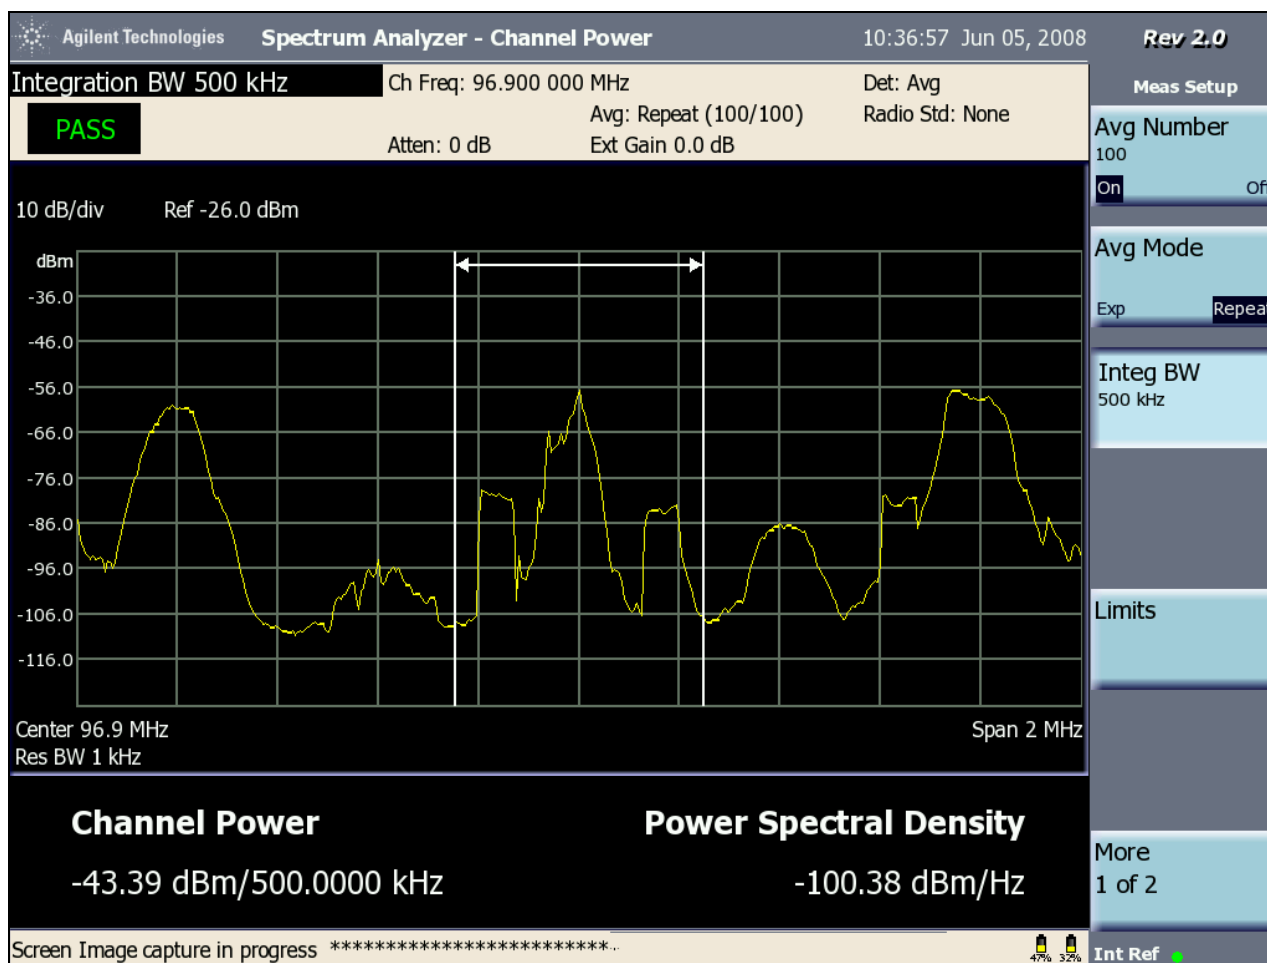 Agilent Technologies Spectrum Analyzer - Channel Power 10:36:57 Jun 05, 2008 Rev 2.0
Integration BW 500 kHz Ch Freq: 96.900 000 MHz Det: Avg
PASS Avg: Repeat (100/100) Radio Std: None
Atten: 0 dB Ext Gain 0.0 dB
10 dB/div Ref -26.0 dBm
dBm
-36.0
-46.0
-56.0
-66.0
-76.0
-86.0
-96.0
-106.0
-116.0
Center 96.9 MHz Span 2 MHz
Res BW 1 kHz
Channel Power Power Spectral Density
-43.39 dBm/500.0000 kHz -100.38 dBm/Hz
Screen Image capture in progress *************************.. 47% 32% Int Ref
Meas Setup
Avg Number
100
On Off
Avg Mode
Exp Repeat
Integ BW
500 kHz
Limits
More
1 of 2